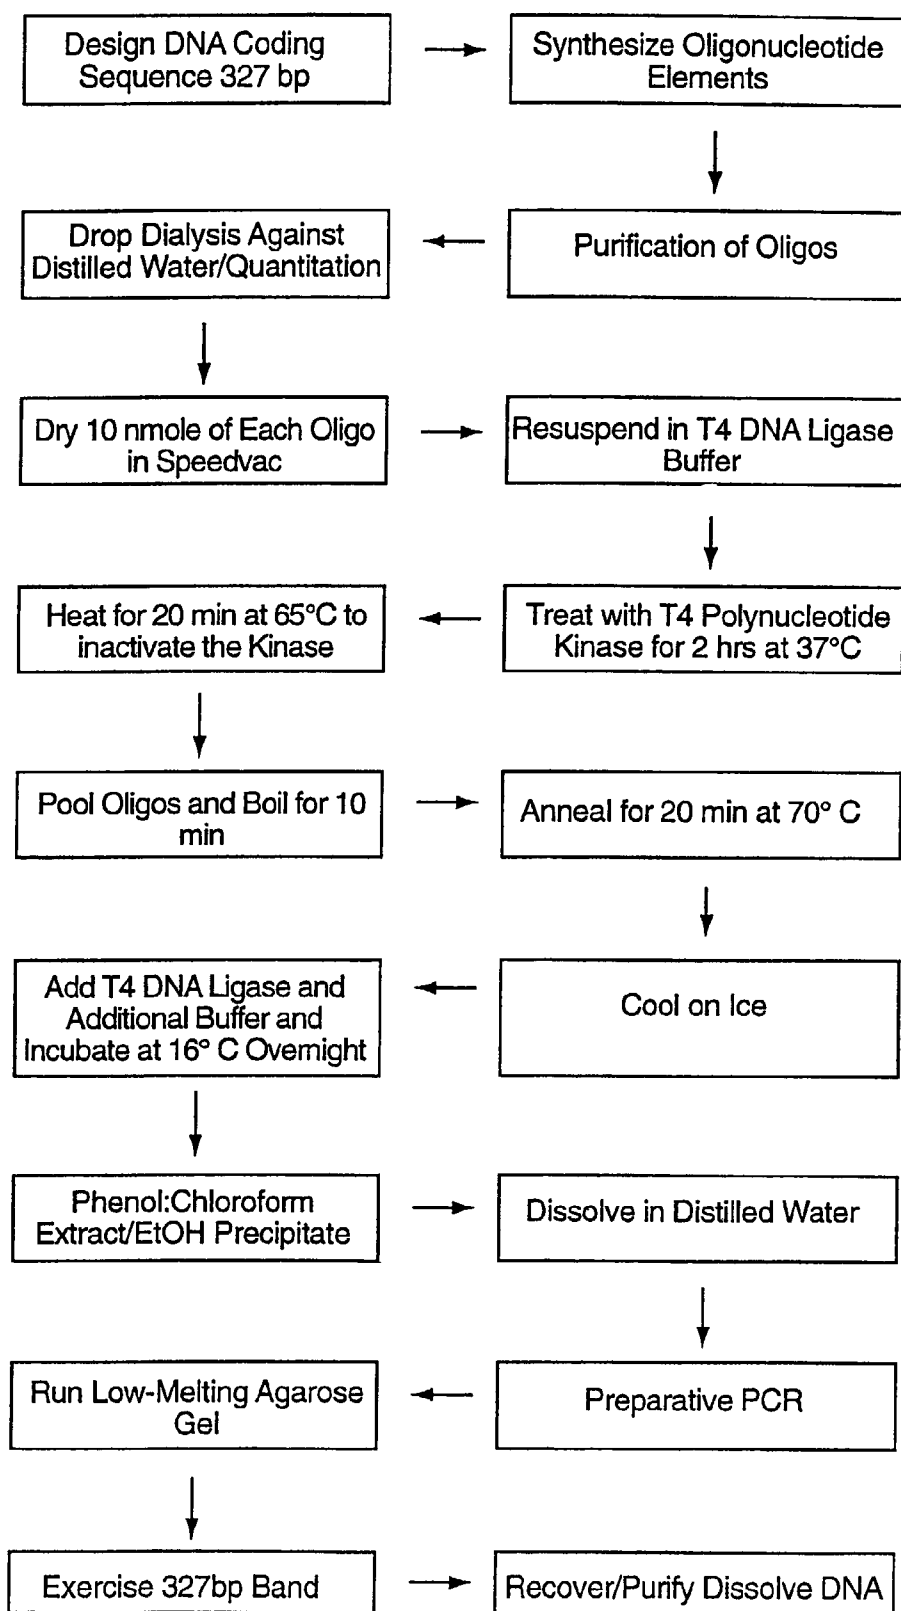 Design DNA Coding
Sequence 327 bp
Synthesize Oligonucleotide
Elements
Purification of Oligos
Drop Dialysis Against
Distilled Water/Quantitation
Dry 10 nmole of Each Oligo
in Speedvac
Resuspend in T4 DNA Ligase
Buffer
Treat with T4 Polynucleotide
Kinase for 2 hrs at 37°C
Heat for 20 min at 65°C to
inactivate the Kinase
Pool Oligos and Boil for 10
min
Anneal for 20 min at 70° C
Cool on Ice
Add T4 DNA Ligase and
Additional Buffer and
Incubate at 16° C Overnight
Phenol:Chloroform
Extract/EtOH Precipitate
Dissolve in Distilled Water
Preparative PCR
Run Low-Melting Agarose
Gel
Exercise 327bp Band
Recover/Purify Dissolve DNA